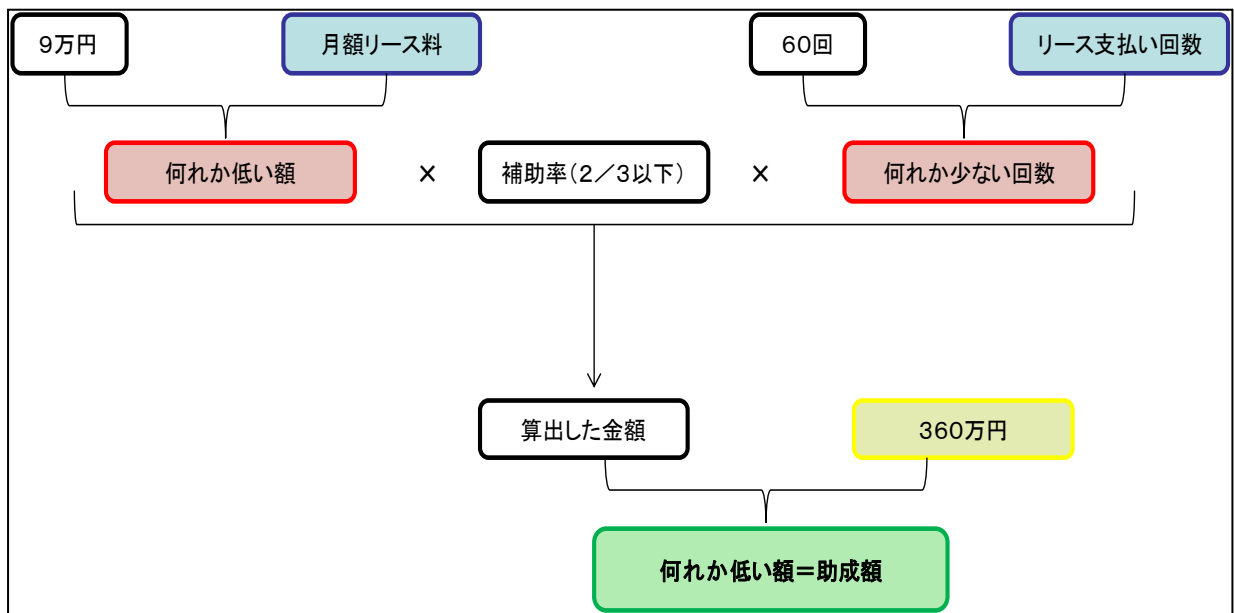 9万円
月額リース料
60回
リース支払い回数
何れか低い額
×
補助率（2／3以下）
×
何れか少ない回数
算出した金額
360万円
何れか低い額＝助成額